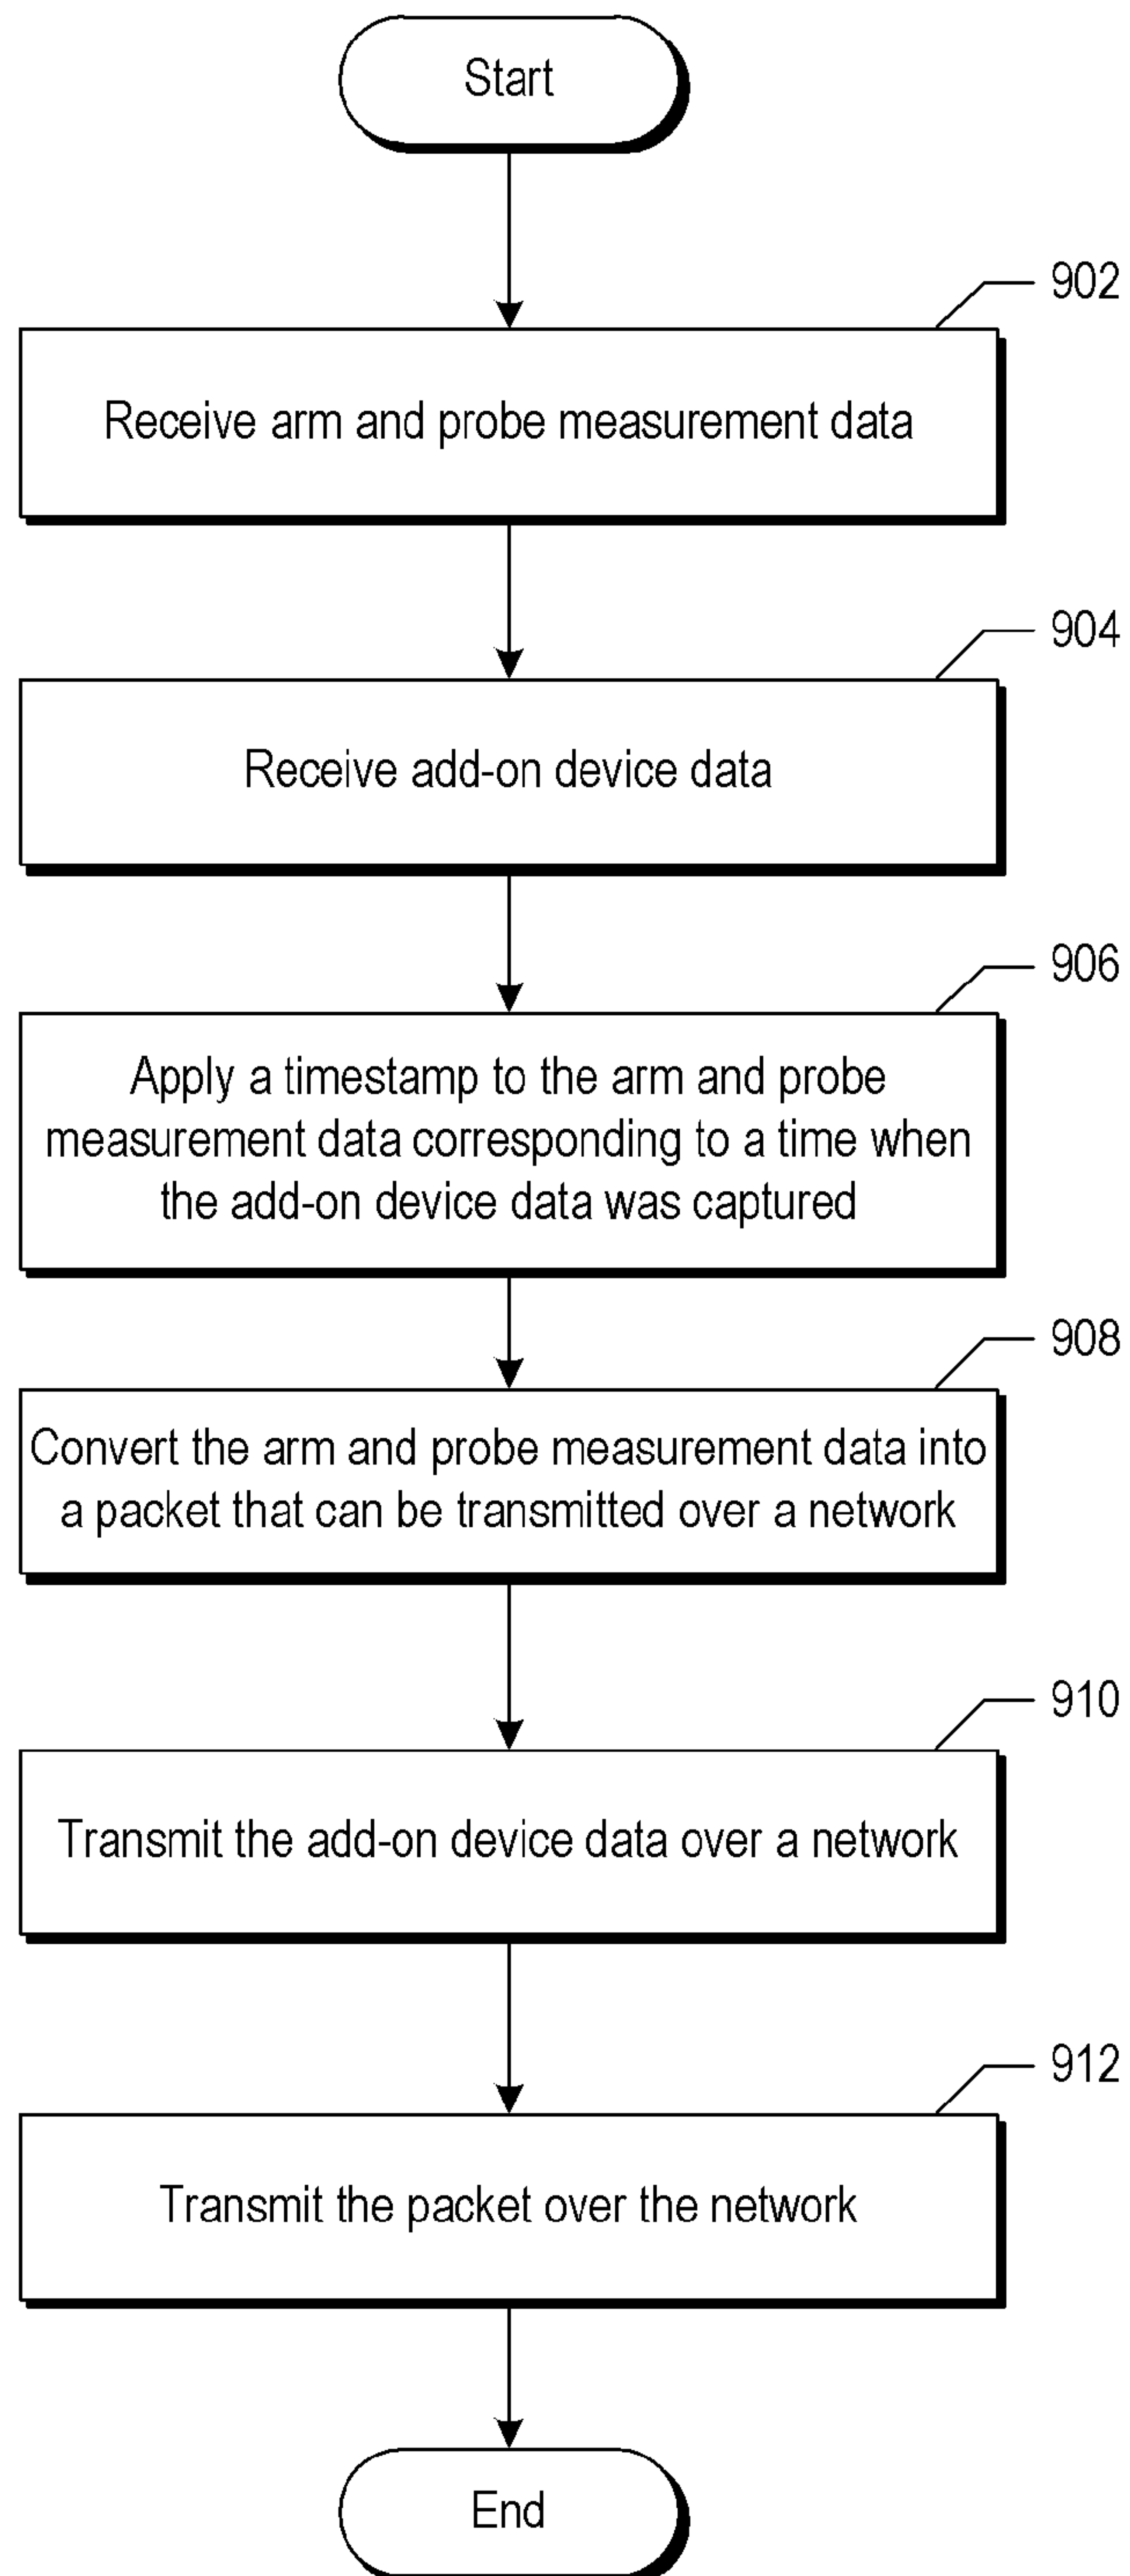 Start
902
Receive arm and probe measurement data
904
Receive add-on device data
906
Apply a timestamp to the arm and probe
measurement data corresponding to a time when
the add-on device data was captured
908
Convert the arm and probe measurement data into
a packet that can be transmitted over a network
910
Transmit the add-on device data over a network
912
Transmit the packet over the network
End